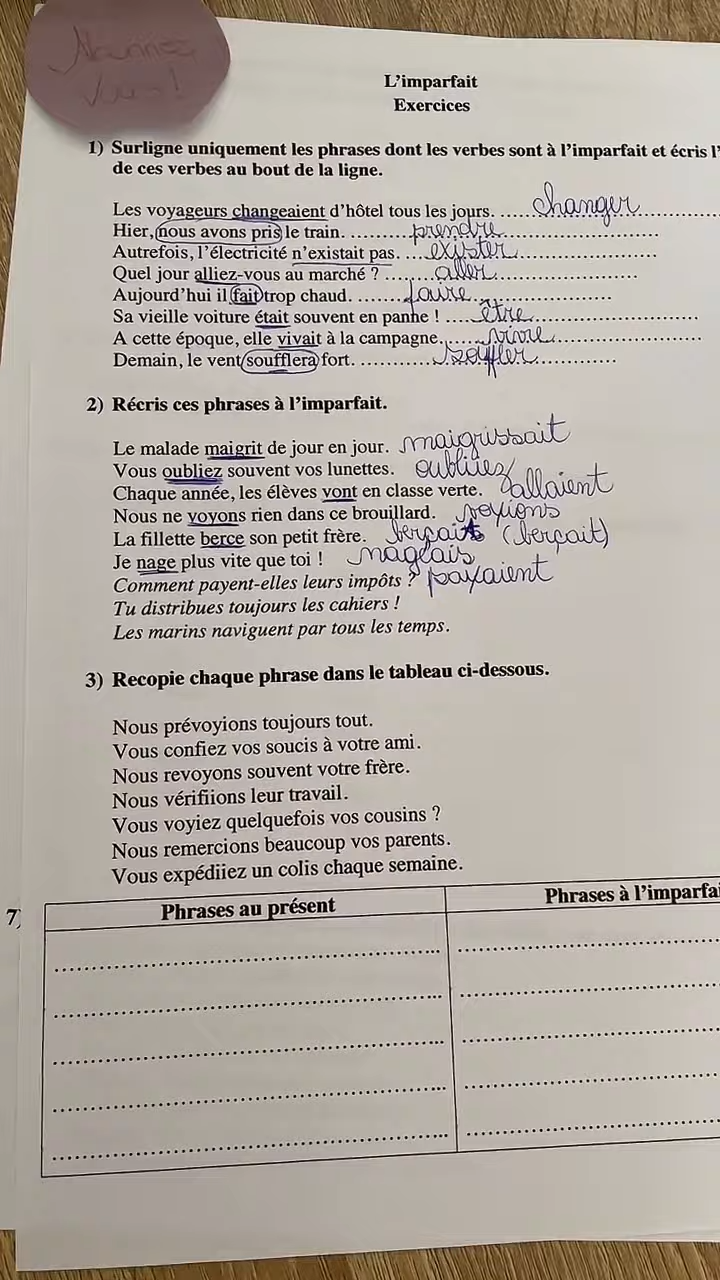 Abonnez
Vous !
L'imparfait
Exercices
1) Surligne uniquement les phrases dont les verbes sont à l'imparfait et écris l'
de ces verbes au bout de la ligne.
Les voyageurs changeaient d'hôtel tous les jours. ..... changer ...............
Hier, nous avons pris le train. .......... prendre ...............
Autrefois, l'électricité n'existait pas. ... exister ...............
Quel jour alliez-vous au marché ? ....... aller ...............
Aujourd'hui il fait trop chaud. ....... faire ...............
Sa vieille voiture était souvent en panne ! .... être ...............
A cette époque, elle vivait à la campagne. ..... vivre ...............
Demain, le vent soufflera fort. ............ souffler ...............
2) Récris ces phrases à l'imparfait.
Le malade maigrit de jour en jour. maigrissait
Vous oubliez souvent vos lunettes. oubliiez
Chaque année, les élèves vont en classe verte. allaient
Nous ne voyons rien dans ce brouillard. voyions
La fillette berce son petit frère. berçait (berçait)
Je nage plus vite que toi ! nageais
Comment payent-elles leurs impôts ? payaient
Tu distribues toujours les cahiers !
Les marins naviguent par tous les temps.
3) Recopie chaque phrase dans le tableau ci-dessous.
Nous prévoyions toujours tout.
Vous confiez vos soucis à votre ami.
Nous revoyons souvent votre frère.
Nous vérifiions leur travail.
Vous voyiez quelquefois vos cousins ?
Nous remercions beaucoup vos parents.
Vous expédiiez un colis chaque semaine.
7)
Phrases au présent
Phrases à l'imparfai